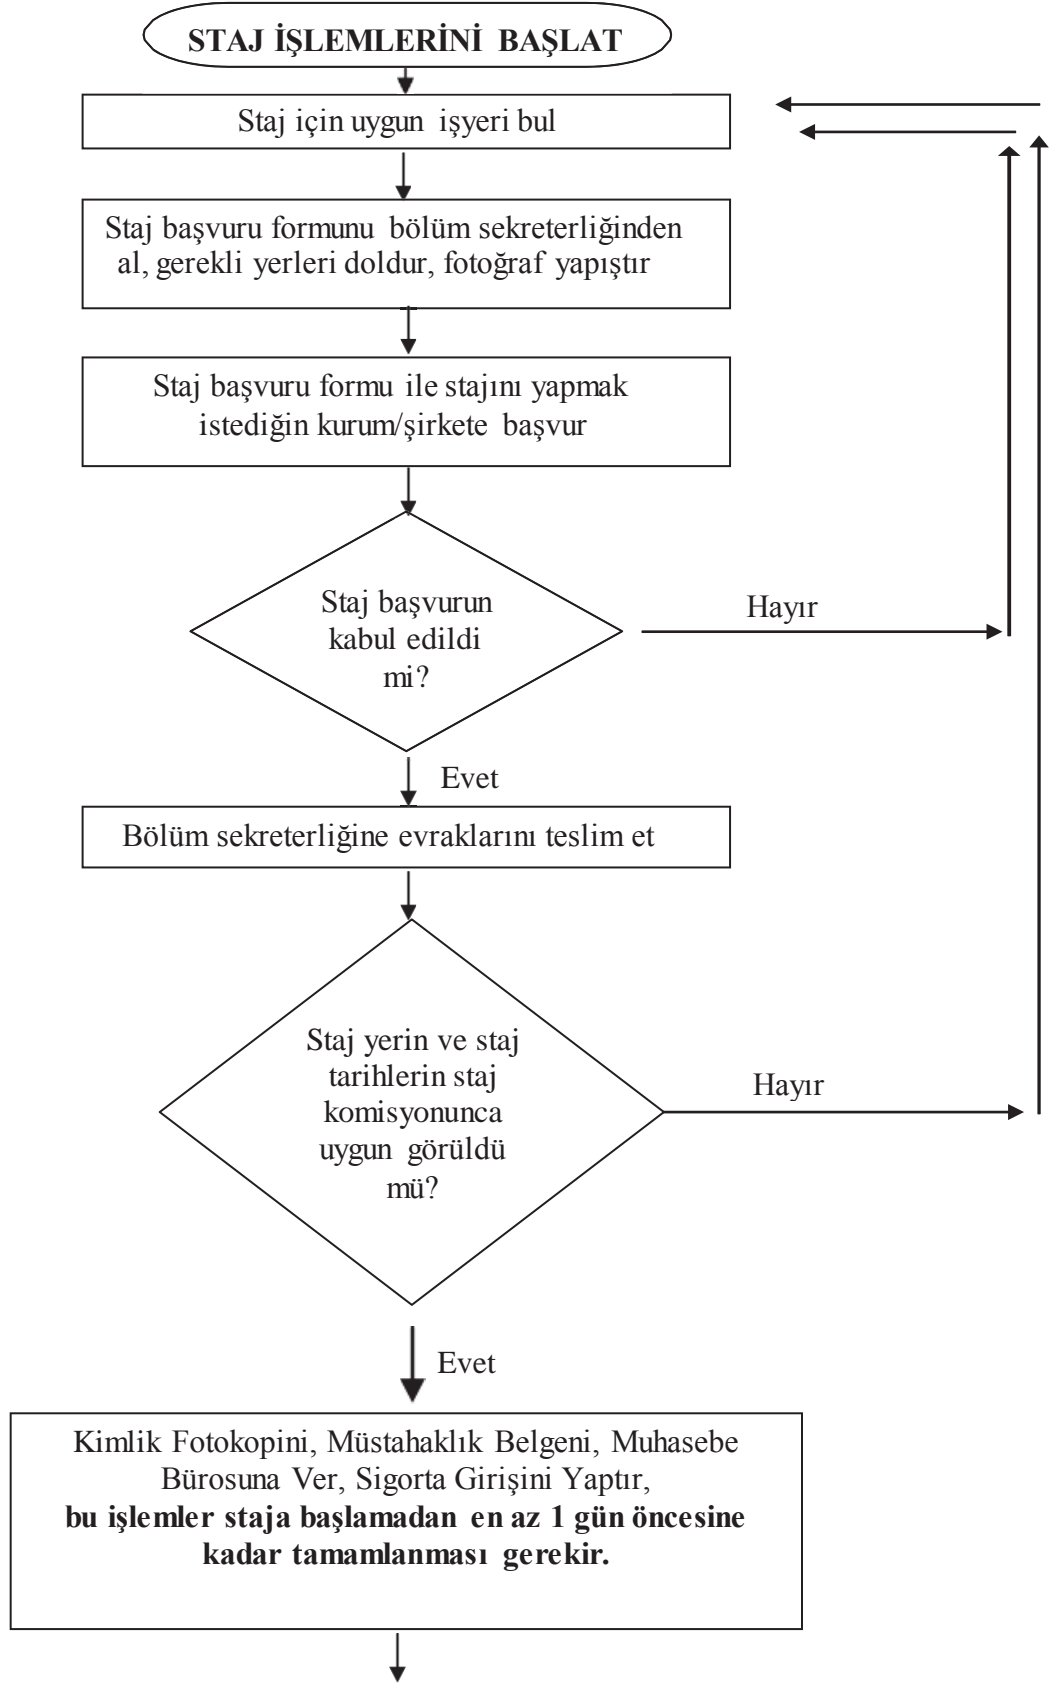 STAJ İŞLEMLERİNİ BAŞLAT
Staj için uygun işyeri bul
Staj başvuru formunu bölüm sekreterliğinden
al, gerekli yerleri doldur, fotoğraf yapıştır
Staj başvuru formu ile stajını yapmak
istediğin kurum/şirkete başvur
Staj başvurun
kabul edildi
mi?
Hayır
Evet
Bölüm sekreterliğine evraklarını teslim et
Staj yerin ve staj
tarihlerin staj
komisyonunca
uygun görüldü
mü?
Hayır
Evet
Kimlik Fotokopini, Müstahaklık Belgeni, Muhasebe
Bürosuna Ver, Sigorta Girişini Yaptır,
bu işlemler staja başlamadan en az 1 gün öncesine
kadar tamamlanması gerekir.